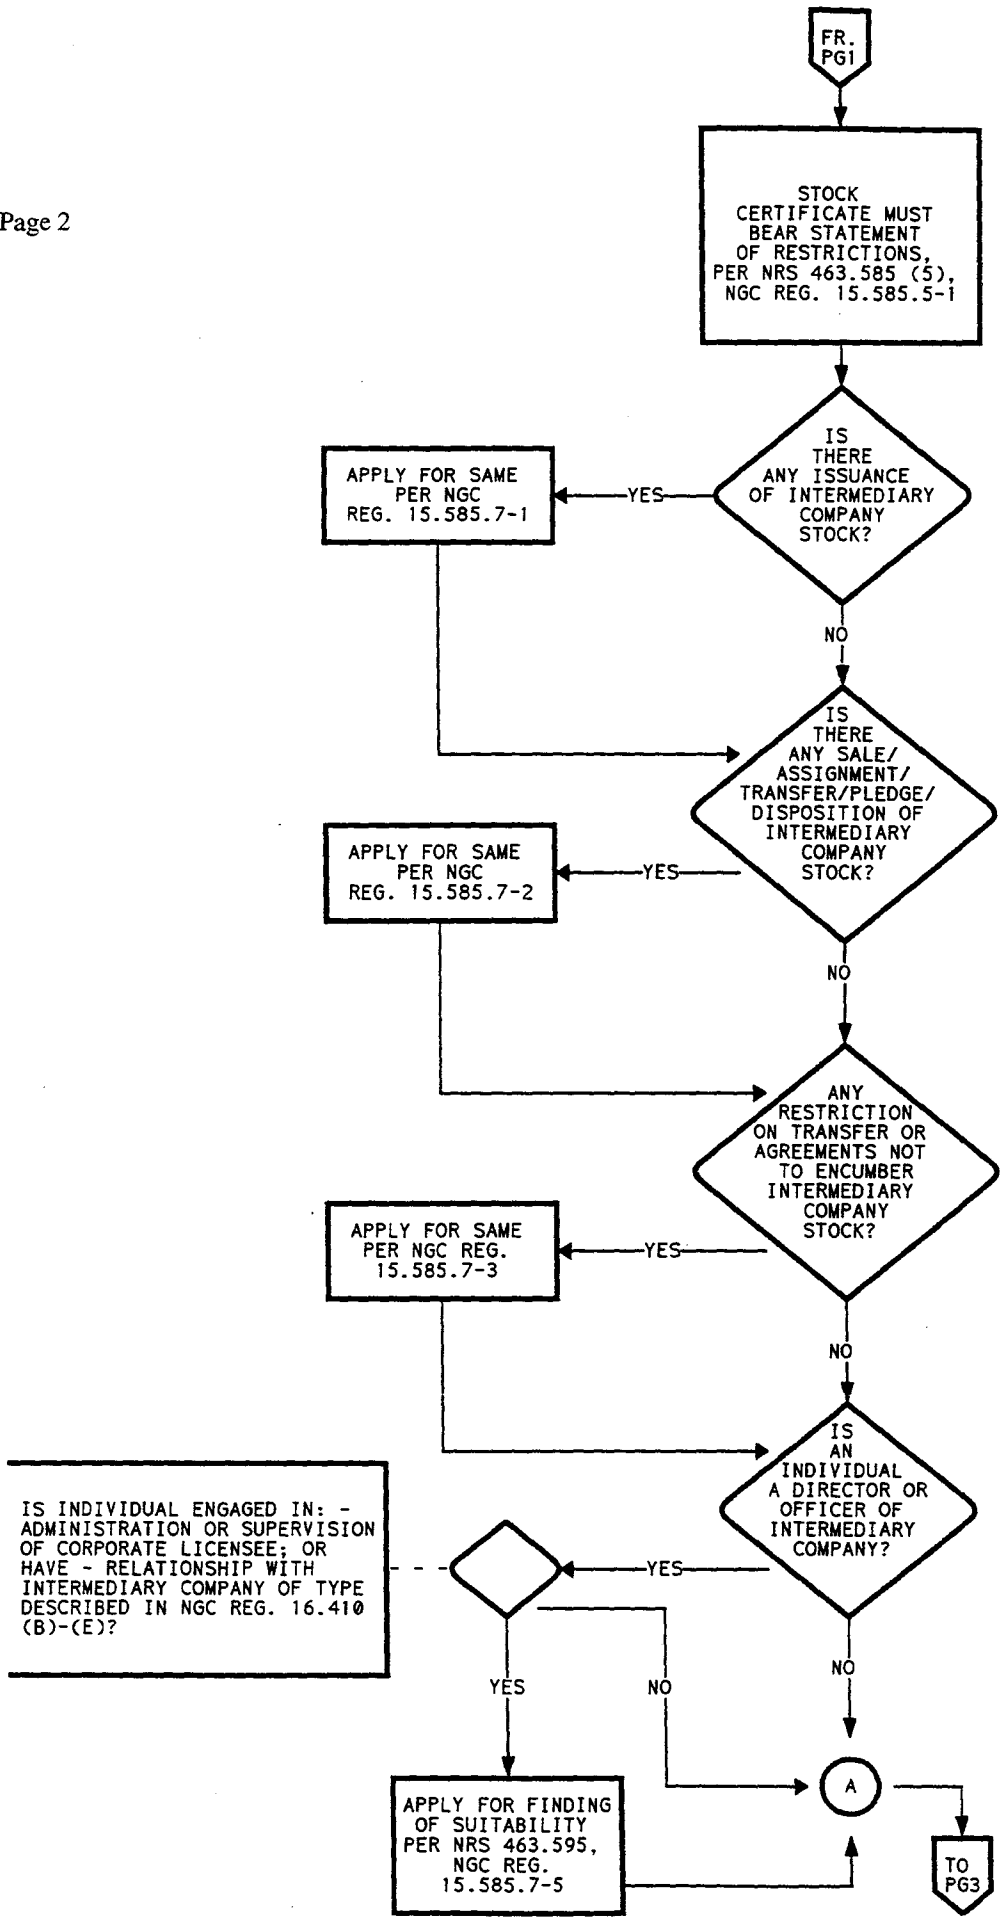 FR.
PG1
Page 2
STOCK
CERTIFICATE MUST
BEAR STATEMENT
OF RESTRICTIONS,
PER NRS 463.585 (5),
NGC REG. 15.585.5-1
IS
THERE
ANY ISSUANCE
OF INTERMEDIARY
COMPANY
STOCK?
YES
APPLY FOR SAME
PER NGC
REG. 15.585.7-1
NO
IS
THERE
ANY SALE/
ASSIGNMENT/
TRANSFER/PLEDGE/
DISPOSITION OF
INTERMEDIARY
COMPANY
STOCK?
YES
APPLY FOR SAME
PER NGC
REG. 15.585.7-2
NO
ANY
RESTRICTION
ON TRANSFER OR
AGREEMENTS NOT
TO ENCUMBER
INTERMEDIARY
COMPANY
STOCK?
YES
APPLY FOR SAME
PER NGC REG.
15.585.7-3
NO
IS
AN
INDIVIDUAL
A DIRECTOR OR
OFFICER OF
INTERMEDIARY
COMPANY?
YES
IS INDIVIDUAL ENGAGED IN: -
ADMINISTRATION OR SUPERVISION
OF CORPORATE LICENSEE; OR
HAVE - RELATIONSHIP WITH
INTERMEDIARY COMPANY OF TYPE
DESCRIBED IN NGC REG. 16.410
(B)-(E)?
YES
NO
NO
A
APPLY FOR FINDING
OF SUITABILITY
PER NRS 463.595,
NGC REG.
15.585.7-5
TO
PG3